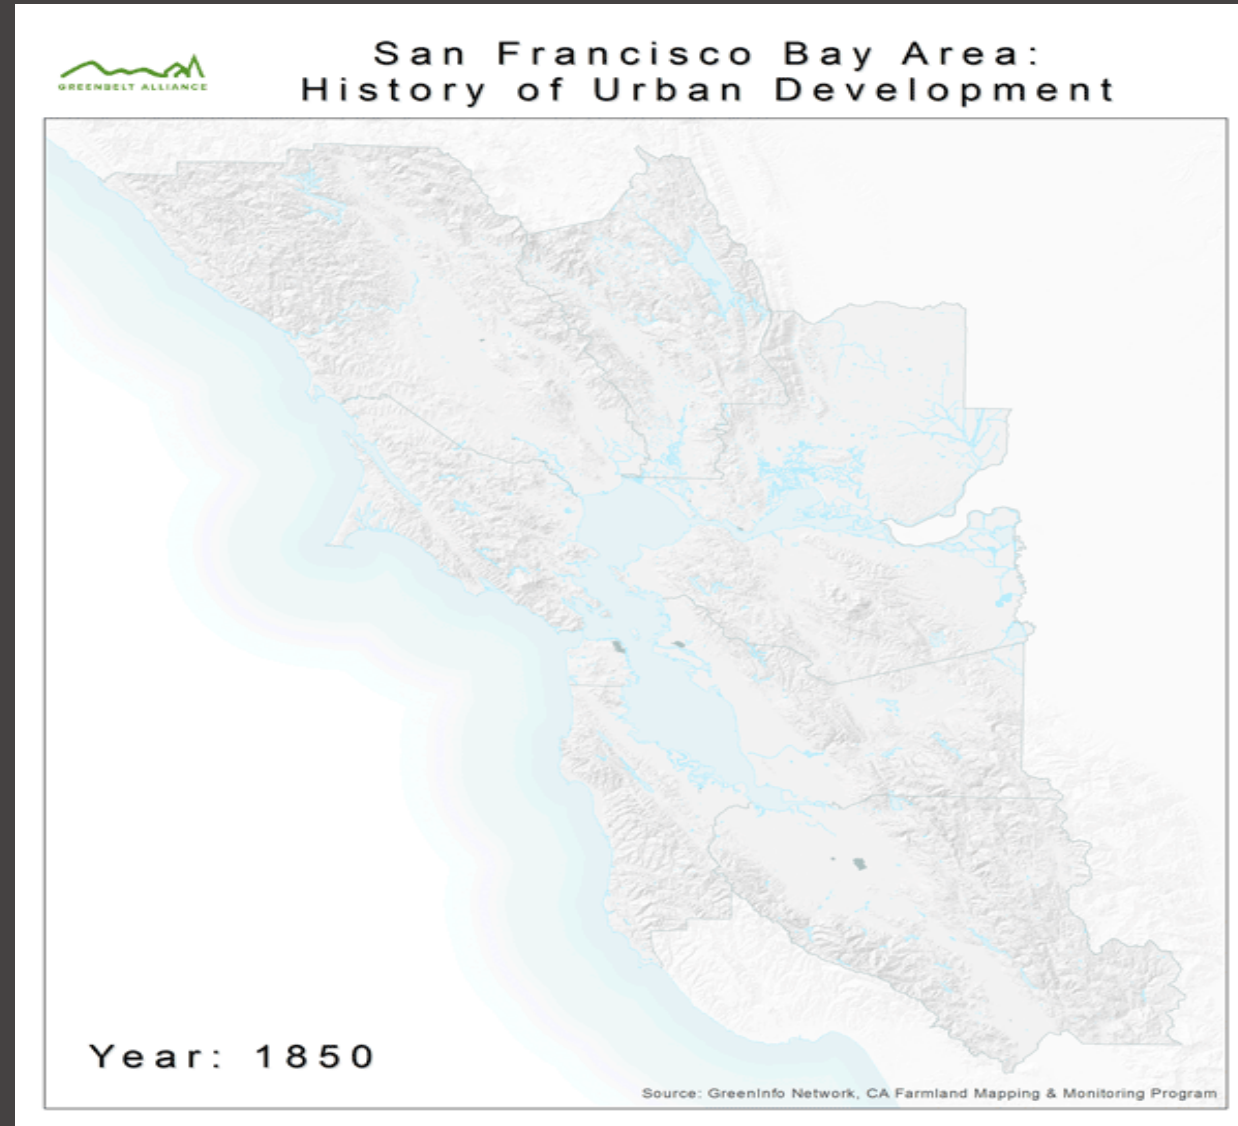 San Francisco Bay Area:
History of Urban Development
GREENBELT ALLIANCE
Year: 1850
Source: GreenInfo Network, CA Farmland Mapping & Monitoring Program